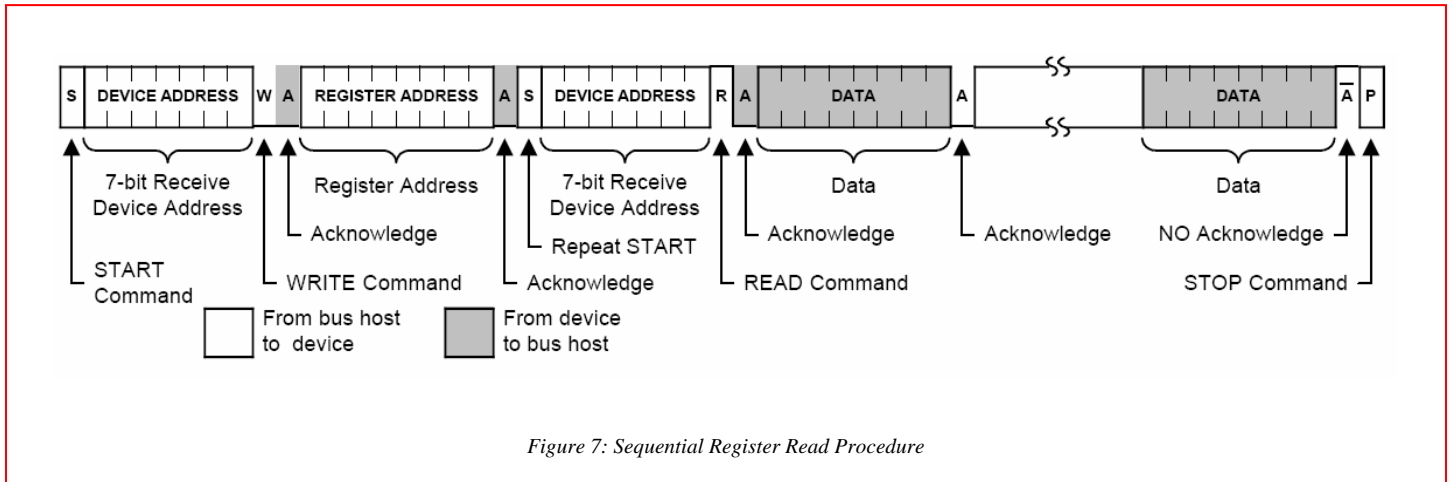 S DEVICE ADDRESS W A REGISTER ADDRESS A S DEVICE ADDRESS R A DATA A DATA A P
7-bit Receive
Device Address
Register Address
7-bit Receive
Device Address
Data
Data
Acknowledge
Repeat START
Acknowledge
Acknowledge
NO Acknowledge
START
Command
WRITE Command
Acknowledge
READ Command
STOP Command
From bus host
to device
From device
to bus host
Figure 7: Sequential Register Read Procedure